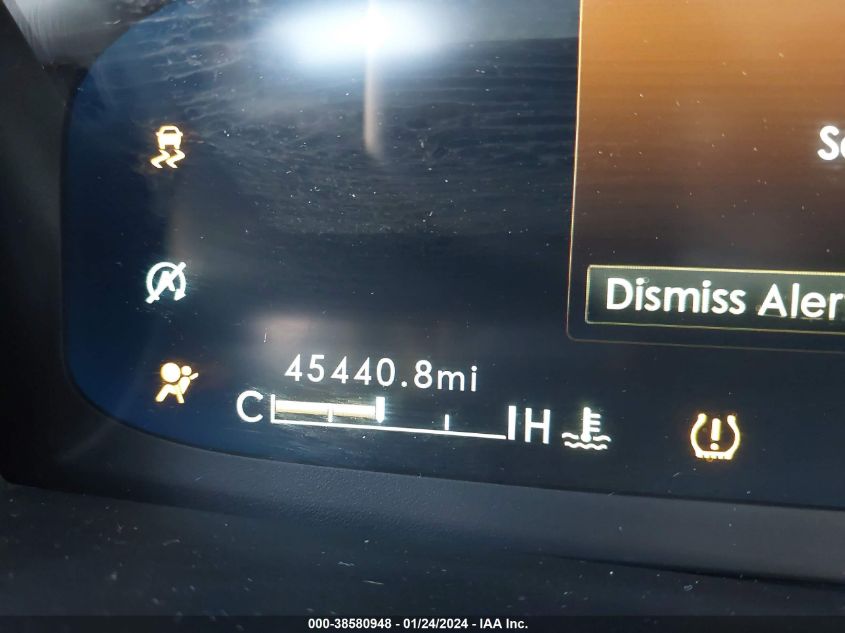 Dismiss Aler
45440.8mi
C H
000-38580948 - 01/24/2024 - IAA Inc.